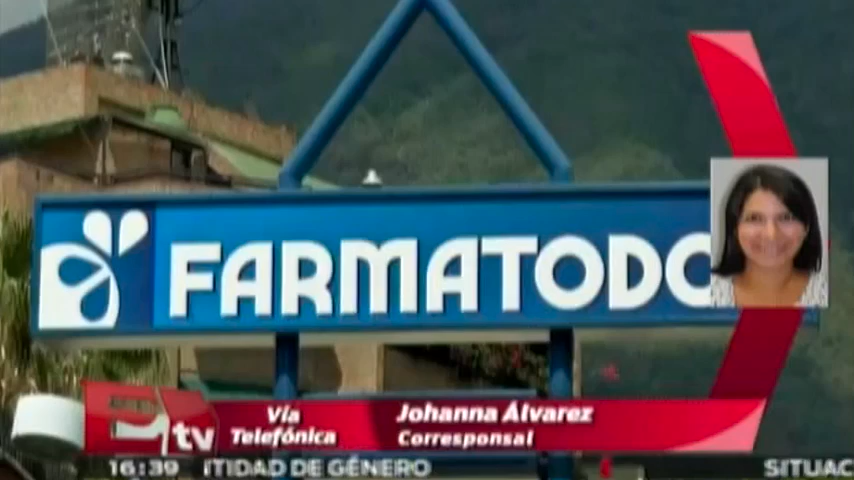 FARMATODO
tv
Vía
Telefónica
Johanna Álvarez
Corresponsal
16:39 ITIDAD DE GÉNERO SITUAC